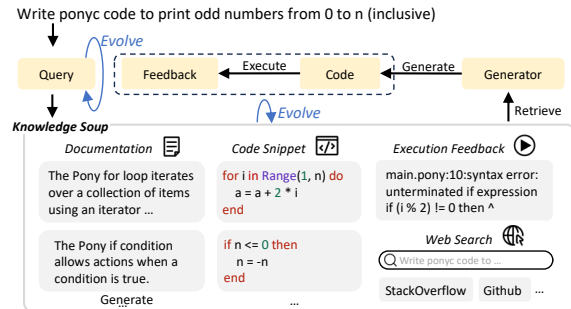 Write ponyc code to print odd numbers from 0 to n (inclusive)
Evolve
Query
Feedback
Execute
Code
Generate
Generator
Evolve
Retrieve
Knowledge Soup
Documentation
The Pony for loop iterates
over a collection of items
using an iterator ...
The Pony if condition
allows actions when a
condition is true.
Generate
...
Code Snippet
for i in Range(1, n) do
a = a + 2 * i
end
if n <= 0 then
n = -n
end
...
Execution Feedback
main.pony:10:syntax error:
unterminated if expression
if (i % 2) != 0 then ^
Web Search
Write ponyc code to ...
StackOverflow
Github
...